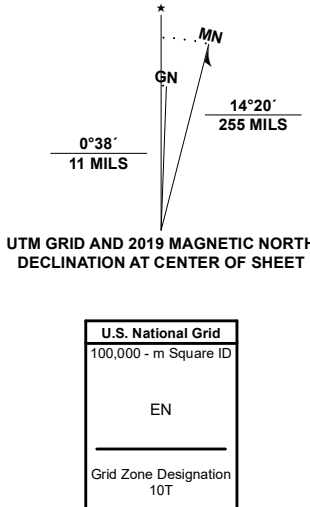 ★
MN
GN
0°38´
11 MILS
14°20´
255 MILS
UTM GRID AND 2019 MAGNETIC NORTH
DECLINATION AT CENTER OF SHEET
U.S. National Grid
100,000 - m Square ID
EN
Grid Zone Designation
10T